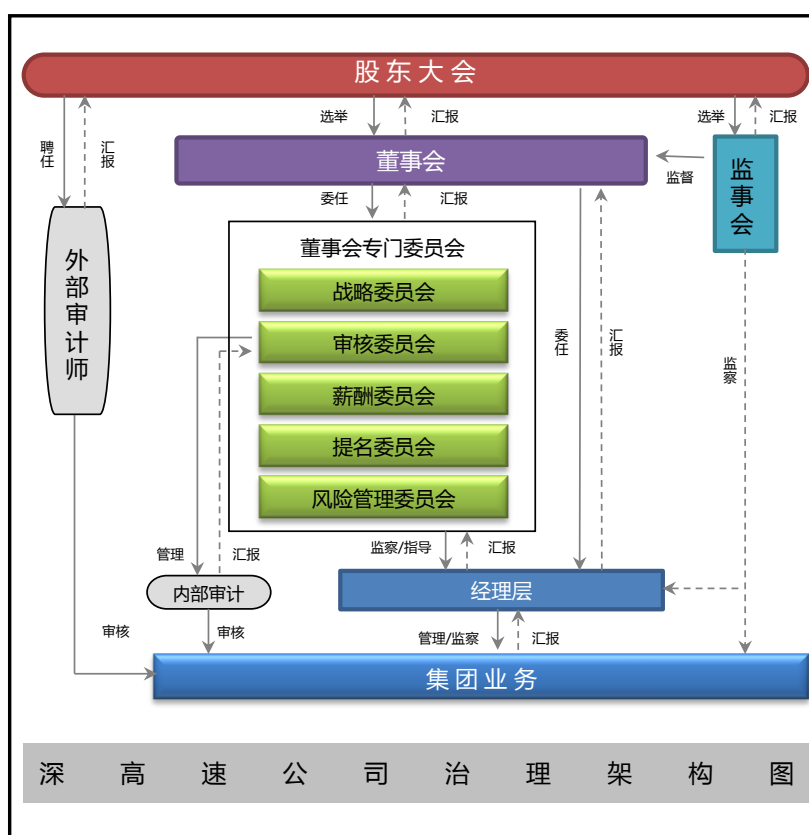 股东大会
选举
汇报
选举
汇报
聘任
汇报
董事会
监督
监事会
委任
汇报
外部审计师
董事会专门委员会
战略委员会
审核委员会
薪酬委员会
提名委员会
风险管理委员会
委任
汇报
监察
管理
汇报
监察/指导
汇报
内部审计
经理层
审核
审核
管理/监察
汇报
集团业务
深高速公司治理架构图